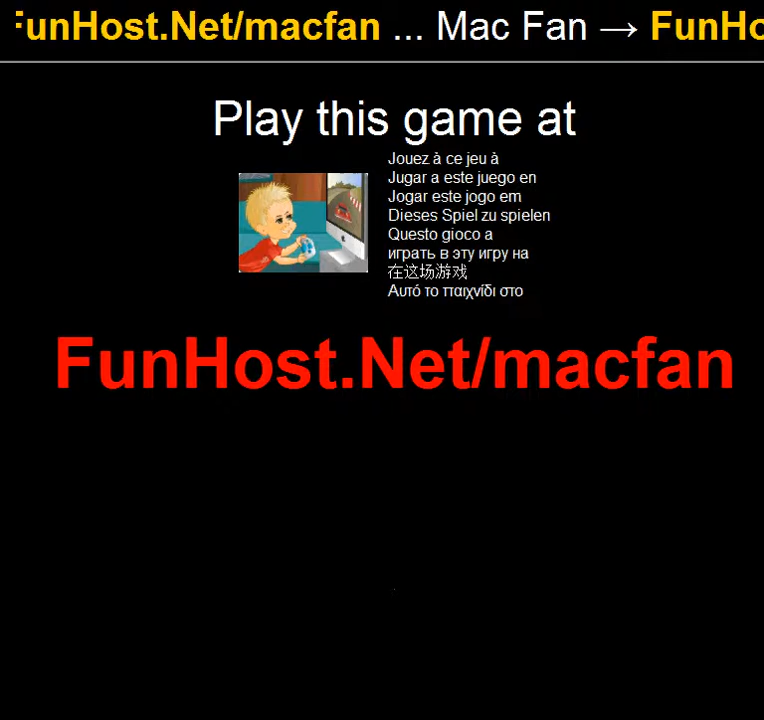 FunHost.Net/macfan ... Mac Fan → FunHo
Play this game at
Jouez à ce jeu à
Jugar a este juego en
Jogar este jogo em
Dieses Spiel zu spielen
Questo gioco a
играть в эту игру на
在这场游戏
Αυτό το παιχνίδι στο
FunHost.Net/macfan